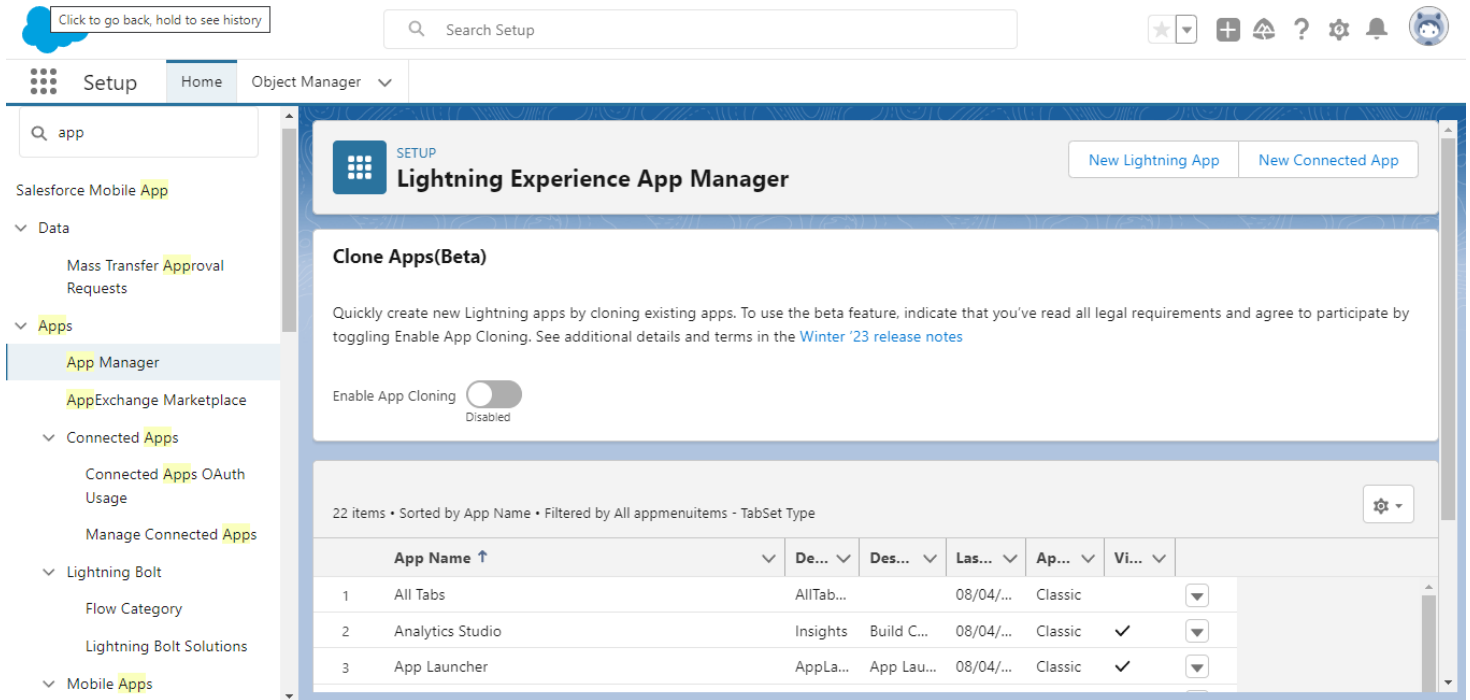 Click to go back, hold to see history
Search Setup
Setup
Home
Object Manager
app
Salesforce Mobile App
Data
Mass Transfer Approval
Requests
Apps
App Manager
AppExchange Marketplace
Connected Apps
Connected Apps OAuth
Usage
Manage Connected Apps
Lightning Bolt
Flow Category
Lightning Bolt Solutions
Mobile Apps
SETUP
Lightning Experience App Manager
New Lightning App
New Connected App
Clone Apps(Beta)
Quickly create new Lightning apps by cloning existing apps. To use the beta feature, indicate that you've read all legal requirements and agree to participate by
toggling Enable App Cloning. See additional details and terms in the Winter '23 release notes
Enable App Cloning
Disabled
22 items • Sorted by App Name • Filtered by All appmenuitems - TabSet Type
App Name ↑ De... Des... Las... Ap... Vi...
1 All Tabs AllTab... 08/04/... Classic
2 Analytics Studio Insights Build C... 08/04/... Classic ✓
3 App Launcher AppLa... App Lau... 08/04/... Classic ✓